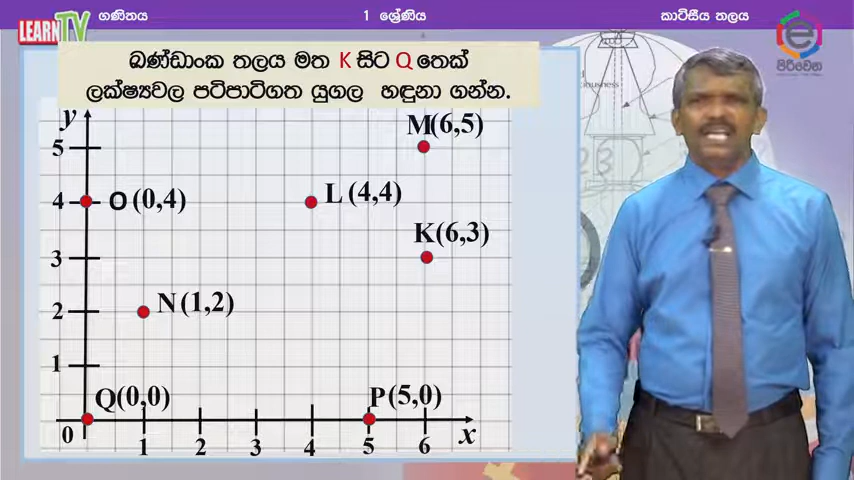 ගණිතය
1 ශ්‍රේණිය
කාටිසීය තලය
LEARN TV
e
පිරිවෙන
ඛණ්ඩාංක තලය මත K සිට Q තෙක්
ලක්ෂ්‍යවල පටිපාටිගත යුගල හඳුනා ගන්න.
y
M(6,5)
5
4
O (0,4)
L (4,4)
K(6,3)
3
N (1,2)
2
1
Q(0,0)
P(5,0)
0
1 2 3 4 5 6 x